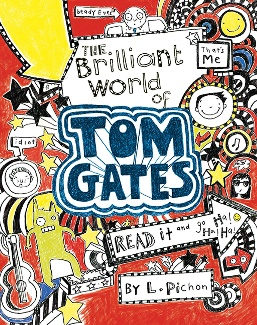 beady Eyes
THE
Brilliant
World
of
That's
Me
Idiot
TOM
GATES
READ it and go
Ha! Ha! Ha!
BY L. Pichon